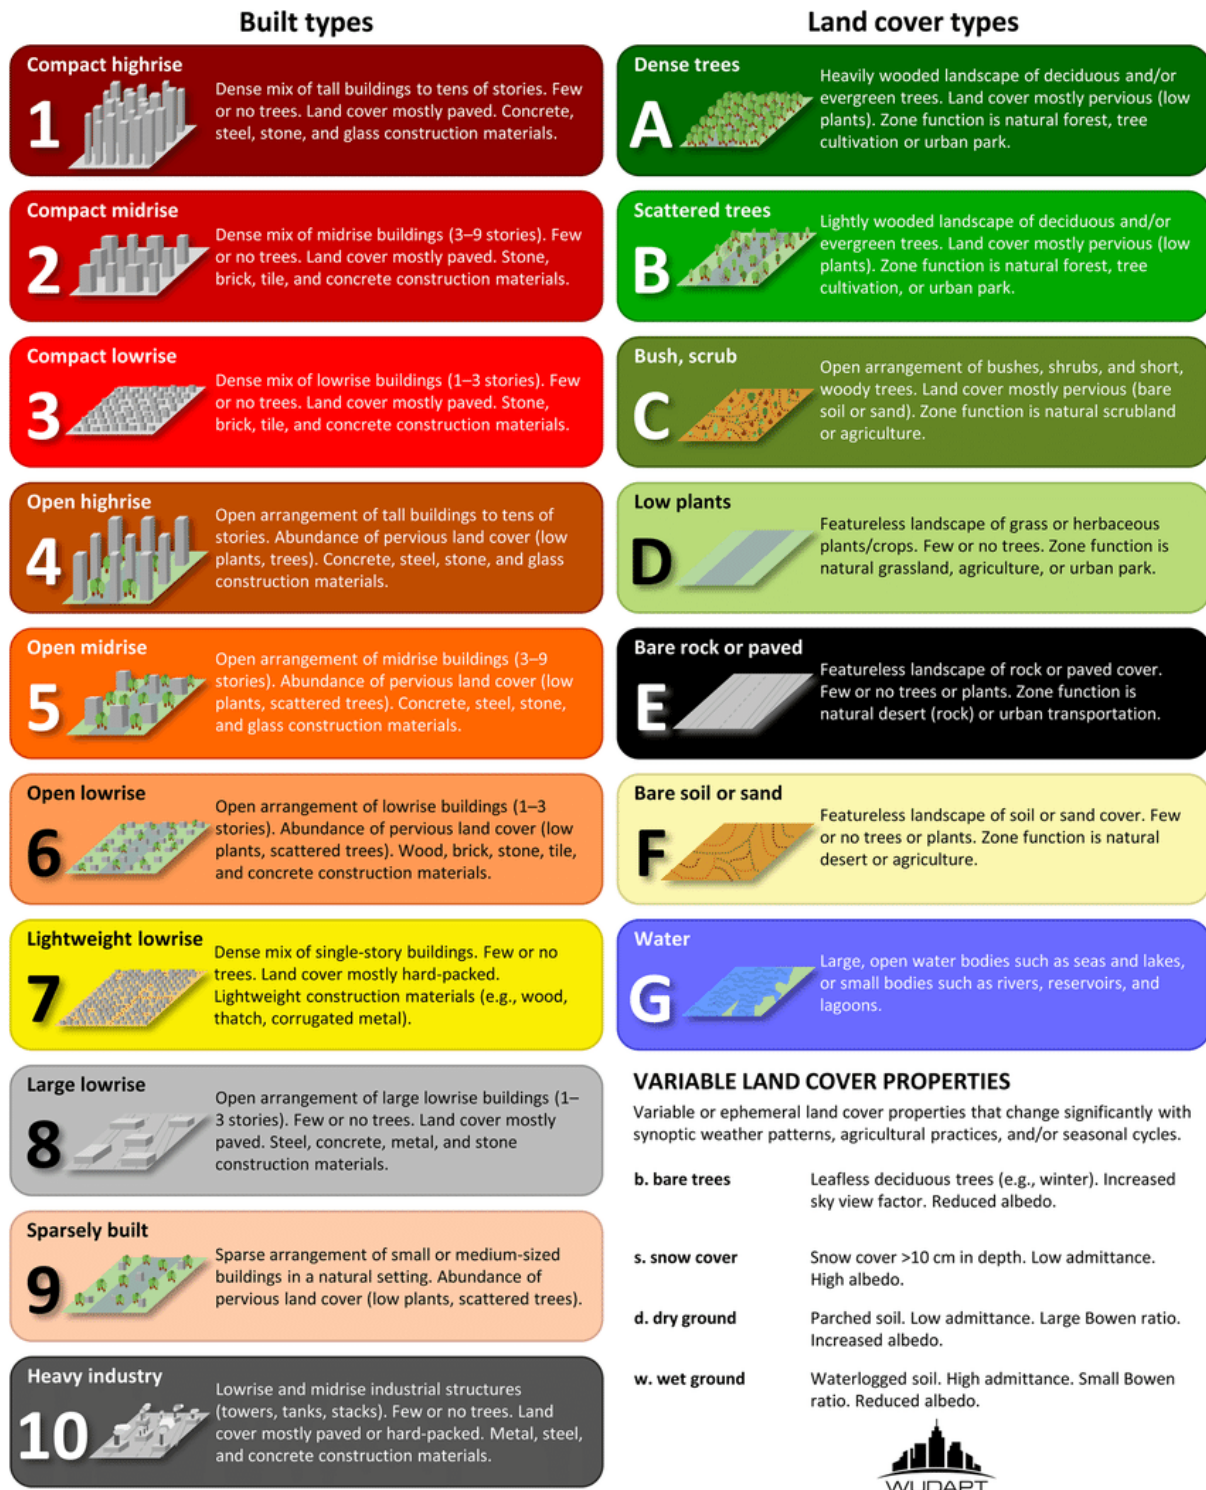 Built types
Compact highrise
1
Dense mix of tall buildings to tens of stories. Few
or no trees. Land cover mostly paved. Concrete,
steel, stone, and glass construction materials.
Compact midrise
2
Dense mix of midrise buildings (3–9 stories). Few
or no trees. Land cover mostly paved. Stone,
brick, tile, and concrete construction materials.
Compact lowrise
3
Dense mix of lowrise buildings (1–3 stories). Few
or no trees. Land cover mostly paved. Stone,
brick, tile, and concrete construction materials.
Open highrise
4
Open arrangement of tall buildings to tens of
stories. Abundance of pervious land cover (low
plants, trees). Concrete, steel, stone, and glass
construction materials.
Open midrise
5
Open arrangement of midrise buildings (3–9
stories). Abundance of pervious land cover (low
plants, scattered trees). Concrete, steel, stone,
and glass construction materials.
Open lowrise
6
Open arrangement of lowrise buildings (1–3
stories). Abundance of pervious land cover (low
plants, scattered trees). Wood, brick, stone, tile,
and concrete construction materials.
Lightweight lowrise
7
Dense mix of single-story buildings. Few or no
trees. Land cover mostly hard-packed.
Lightweight construction materials (e.g., wood,
thatch, corrugated metal).
Large lowrise
8
Open arrangement of large lowrise buildings (1–
3 stories). Few or no trees. Land cover mostly
paved. Steel, concrete, metal, and stone
construction materials.
Sparsely built
9
Sparse arrangement of small or medium-sized
buildings in a natural setting. Abundance of
pervious land cover (low plants, scattered trees).
Heavy industry
10
Lowrise and midrise industrial structures
(towers, tanks, stacks). Few or no trees. Land
cover mostly paved or hard-packed. Metal, steel,
and concrete construction materials.
Land cover types
Dense trees
A
Heavily wooded landscape of deciduous and/or
evergreen trees. Land cover mostly pervious (low
plants). Zone function is natural forest, tree
cultivation or urban park.
Scattered trees
B
Lightly wooded landscape of deciduous and/or
evergreen trees. Land cover mostly pervious (low
plants). Zone function is natural forest, tree
cultivation, or urban park.
Bush, scrub
C
Open arrangement of bushes, shrubs, and short,
woody trees. Land cover mostly pervious (bare
soil or sand). Zone function is natural scrubland
or agriculture.
Low plants
D
Featureless landscape of grass or herbaceous
plants/crops. Few or no trees. Zone function is
natural grassland, agriculture, or urban park.
Bare rock or paved
E
Featureless landscape of rock or paved cover.
Few or no trees or plants. Zone function is
natural desert (rock) or urban transportation.
Bare soil or sand
F
Featureless landscape of soil or sand cover. Few
or no trees or plants. Zone function is natural
desert or agriculture.
Water
G
Large, open water bodies such as seas and lakes,
or small bodies such as rivers, reservoirs, and
lagoons.
VARIABLE LAND COVER PROPERTIES
Variable or ephemeral land cover properties that change significantly with
synoptic weather patterns, agricultural practices, and/or seasonal cycles.
b. bare trees
Leafless deciduous trees (e.g., winter). Increased
sky view factor. Reduced albedo.
s. snow cover
Snow cover >10 cm in depth. Low admittance.
High albedo.
d. dry ground
Parched soil. Low admittance. Large Bowen ratio.
Increased albedo.
w. wet ground
Waterlogged soil. High admittance. Small Bowen
ratio. Reduced albedo.
WUDAPT